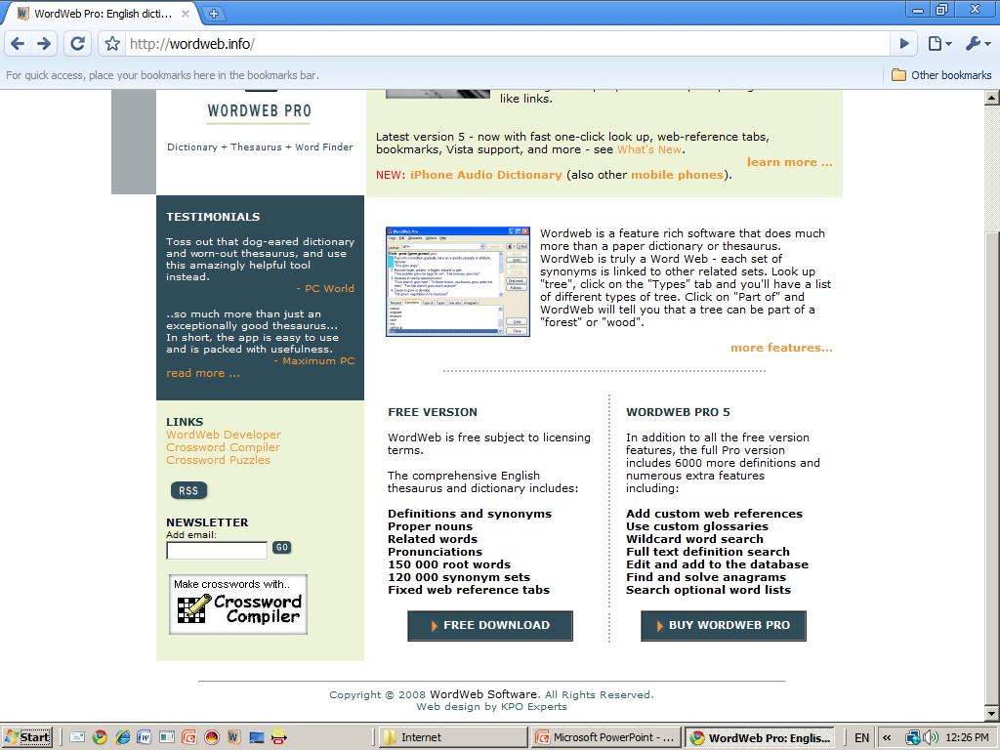 WordWeb Pro: English dicti...
http://wordweb.info/
For quick access, place your bookmarks here in the bookmarks bar.
Other bookmarks
WORDWEB PRO
Dictionary + Thesaurus + Word Finder
like links.
Latest version 5 - now with fast one-click look up, web-reference tabs,
bookmarks, Vista support, and more - see What's New.
learn more ...
NEW: iPhone Audio Dictionary (also other mobile phones).
TESTIMONIALS
Toss out that dog-eared dictionary
and worn-out thesaurus, and use
this amazingly helpful tool
instead.
- PC World
..so much more than just an
exceptionally good thesaurus...
In short, the app is easy to use
and is packed with usefulness.
- Maximum PC
read more ...
LINKS
WordWeb Developer
Crossword Compiler
Crossword Puzzles
RSS
NEWSLETTER
Add email:
GO
Make crosswords with..
Crossword
Compiler
WordWeb Pro
Wordweb is a feature rich software that does much
more than a paper dictionary or thesaurus.
WordWeb is truly a Word Web - each set of
synonyms is linked to other related sets. Look up
"tree", click on the "Types" tab and you'll have a list
of different types of tree. Click on "Part of" and
WordWeb will tell you that a tree can be part of a
"forest" or "wood".
more features...
FREE VERSION
WordWeb is free subject to licensing
terms.
The comprehensive English
thesaurus and dictionary includes:
Definitions and synonyms
Proper nouns
Related words
Pronunciations
150 000 root words
120 000 synonym sets
Fixed web reference tabs
FREE DOWNLOAD
WORDWEB PRO 5
In addition to all the free version
features, the full Pro version
includes 6000 more definitions and
numerous extra features
including:
Add custom web references
Use custom glossaries
Wildcard word search
Full text definition search
Edit and add to the database
Find and solve anagrams
Search optional word lists
BUY WORDWEB PRO
Copyright © 2008 WordWeb Software. All Rights Reserved.
Web design by KPO Experts
Start
Internet
Microsoft PowerPoint - ...
WordWeb Pro: Englis...
EN
12:26 PM